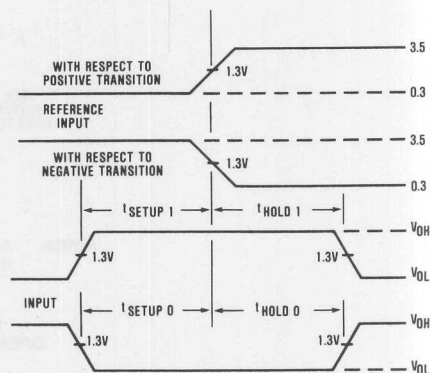 3.5
WITH RESPECT TO
POSITIVE TRANSITION
1.3V
0.3
REFERENCE
INPUT
3.5
WITH RESPECT TO
NEGATIVE TRANSITION
1.3V
0.3
t SETUP 1
t HOLD 1
VOH
1.3V
1.3V
VOL
INPUT
t SETUP 0
t HOLD 0
VOH
1.3V
1.3V
VOL